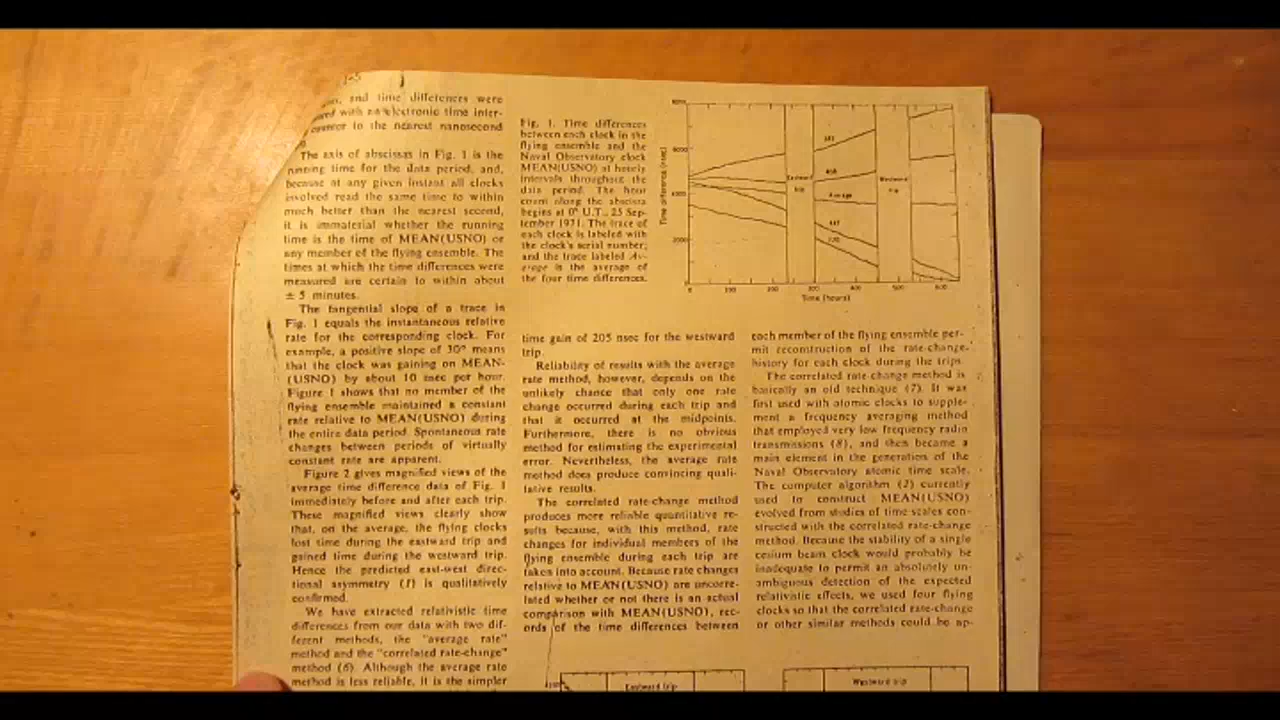 and time differences were
with an electronic time inter-
to the nearest nanosecond
The axis of abscissas in Fig. 1 is the
running time for the data period, and,
because at any given instant all clocks
involved read the same time to within
much better than the nearest second,
it is immaterial whether the running
time is the time of MEAN(USNO) or
any member of the flying ensemble. The
times at which the time differences were
measured are certain to within about
± 5 minutes.
The tangential slope of a trace in
Fig. 1 equals the instantaneous relative
rate for the corresponding clock. For
example, a positive slope of 30° means
that the clock was gaining on MEAN-
(USNO) by about 10 nsec per hour.
Figure 1 shows that no member of the
flying ensemble maintained a constant
rate relative to MEAN(USNO) during
the entire data period. Spontaneous rate
changes between periods of virtually
constant rate are apparent.
Figure 2 gives magnified views of the
average time difference data of Fig. 1
immediately before and after each trip.
These magnified views clearly show
that, on the average, the flying clocks
lost time during the eastward trip and
gained time during the westward trip.
Hence the predicted east-west direc-
tional asymmetry (1) is qualitatively
confirmed.
We have extracted relativistic time
differences from our data with two dif-
ferent methods, the "average rate"
method and the "correlated rate-change"
method (6). Although the average rate
method is less reliable, it is the simpler
Fig. 1. Time differences
between each clock in the
flying ensemble and the
Naval Observatory clock
MEAN(USNO) at hourly
intervals throughout the
data period. The hour
count along the abscissa
begins at 0h U.T., 25 Sep-
tember 1971. The trace of
each clock is labeled with
the clock's serial number;
and the trace labeled Av-
erage is the average of
the four time differences.
Time difference (nsec)
8000
6000
4000
2000
361
408
Average
447
Eastward
trip
Westward
trip
0 100 200 300 400 500 600
Time (hours)
time gain of 205 nsec for the westward
trip.
Reliability of results with the average
rate method, however, depends on the
unlikely chance that only one rate
change occurred during each trip and
that it occurred at the midpoints.
Furthermore, there is no obvious
method for estimating the experimental
error. Nevertheless, the average rate
method does produce convincing quali-
tative results.
The correlated rate-change method
produces more reliable quantitative re-
sults because, with this method, rate
changes for individual members of the
flying ensemble during each trip are
taken into account. Because rate changes
relative to MEAN(USNO) are uncorre-
lated whether or not there is an actual
comparison with MEAN(USNO), rec-
ords of the time differences between
each member of the flying ensemble per-
mit reconstruction of the rate-change
history for each clock during the trips.
The correlated rate-change method is
basically an old technique (7). It was
first used with atomic clocks to supple-
ment a frequency averaging method
that employed very low frequency radio
transmissions (8), and then became a
main element in the generation of the
Naval Observatory atomic time scale.
The computer algorithm (2) currently
used to construct MEAN(USNO)
evolved from studies of time scales con-
structed with the correlated rate-change
method. Because the stability of a single
cesium beam clock would probably be
inadequate to permit an absolutely un-
ambiguous detection of the expected
relativistic effects, we used four flying
clocks so that the correlated rate-change
or other similar methods could be ap-
Eastward trip
Westward trip